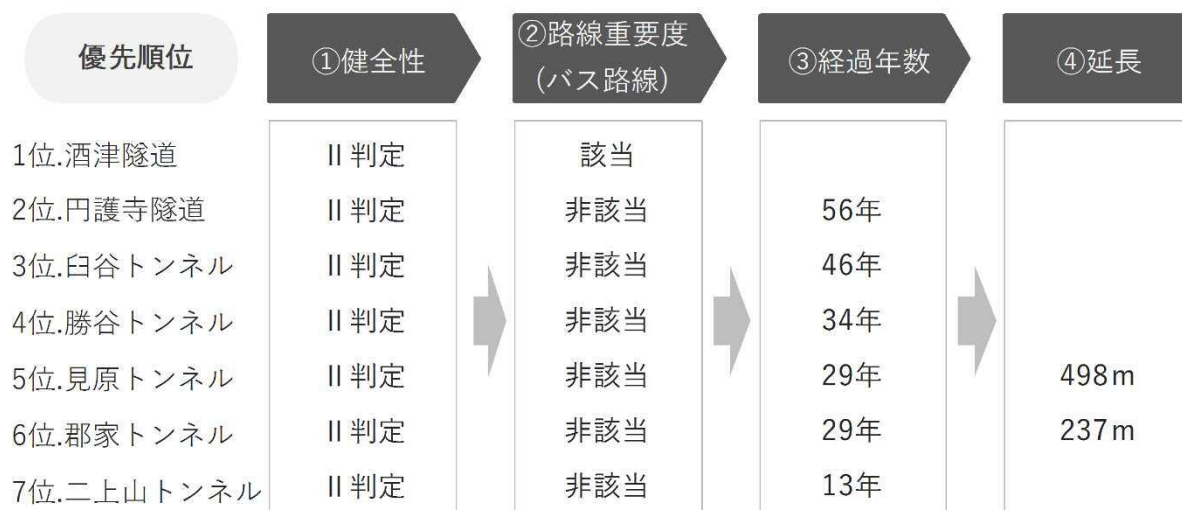 優先順位 ①健全性 ②路線重要度 (バス路線) ③経過年数 ④延長
1位.酒津隧道 Ⅱ判定 該当
2位.円護寺隧道 Ⅱ判定 非該当 56年
3位.臼谷トンネル Ⅱ判定 非該当 46年
4位.勝谷トンネル Ⅱ判定 非該当 34年
5位.見原トンネル Ⅱ判定 非該当 29年 498m
6位.郡家トンネル Ⅱ判定 非該当 29年 237m
7位.二上山トンネル Ⅱ判定 非該当 13年